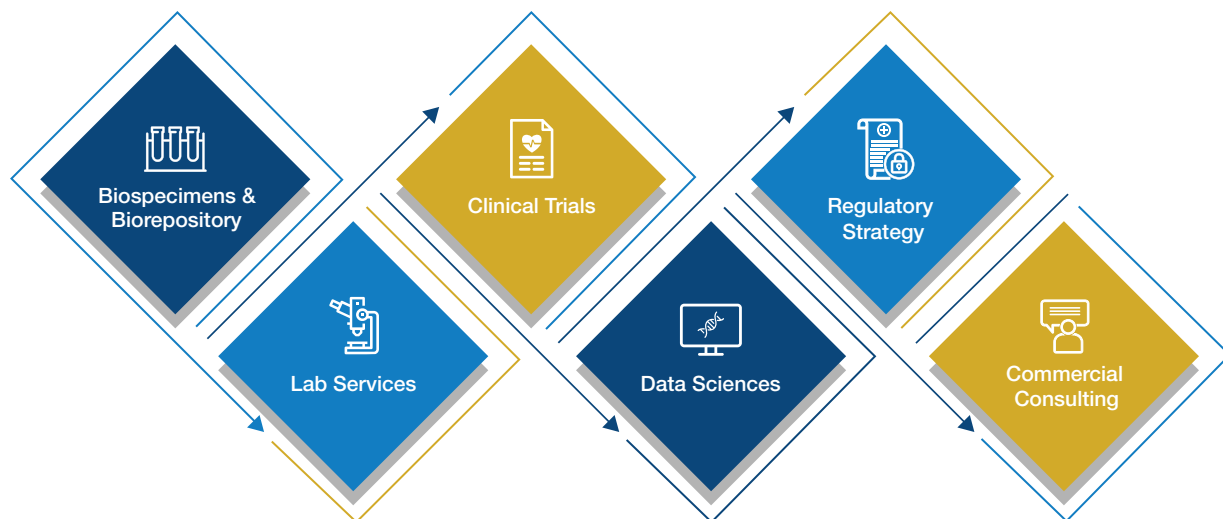 Biospecimens &
Biorepository
Lab Services
Clinical Trials
Data Sciences
Regulatory
Strategy
Commercial
Consulting